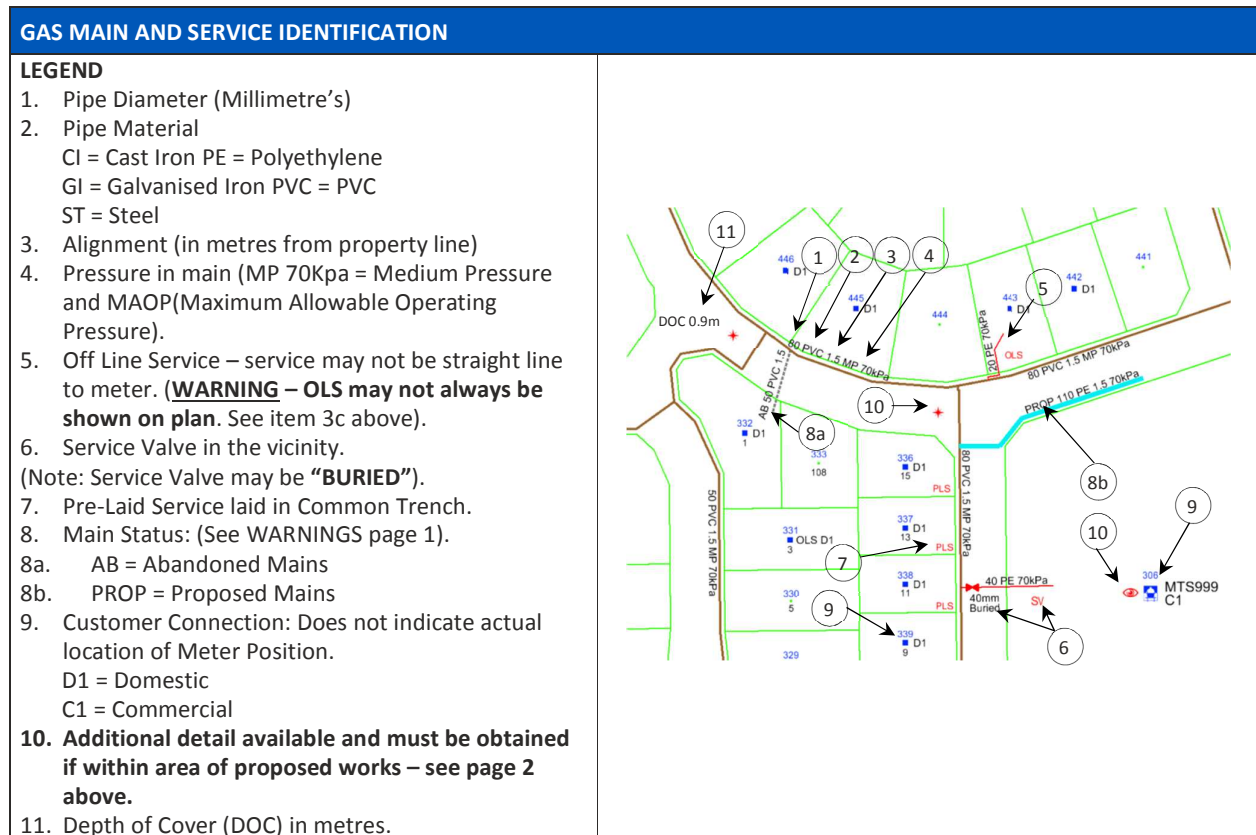 GAS MAIN AND SERVICE IDENTIFICATION
LEGEND
1. Pipe Diameter (Millimetre's)
2. Pipe Material
CI = Cast Iron PE = Polyethylene
GI = Galvanised Iron PVC = PVC
ST = Steel
3. Alignment (in metres from property line)
4. Pressure in main (MP 70Kpa = Medium Pressure
and MAOP(Maximum Allowable Operating
Pressure).
5. Off Line Service – service may not be straight line
to meter. (WARNING – OLS may not always be
shown on plan. See item 3c above).
6. Service Valve in the vicinity.
(Note: Service Valve may be “BURIED”).
7. Pre-Laid Service laid in Common Trench.
8. Main Status: (See WARNINGS page 1).
8a. AB = Abandoned Mains
8b. PROP = Proposed Mains
9. Customer Connection: Does not indicate actual
location of Meter Position.
D1 = Domestic
C1 = Commercial
10. Additional detail available and must be obtained
if within area of proposed works – see page 2
above.
11. Depth of Cover (DOC) in metres.
11
446
D1
1
2
3
4
445
D1
444
443
D1
5
442
D1
441
DOC 0.9m
80 PVC 1.5 MP 70kPa
20 PE 70kPa
OLS
80 PVC 1.5 MP 70kPa
AB 50 PVC 1.5
PROP 110 PE 1.5 70kPa
10
8a
332
D1
1
333
108
336
D1
15
PLS
80 PVC 1.5 MP 70kPa
8b
50 PVC 1.5 MP 70kPa
331
OLS D1
3
337
D1
13
PLS
7
10
9
306
MTS999
C1
330
5
338
D1
11
PLS
40 PE 70kPa
40mm
Buried
SV
9
339
D1
9
6
329